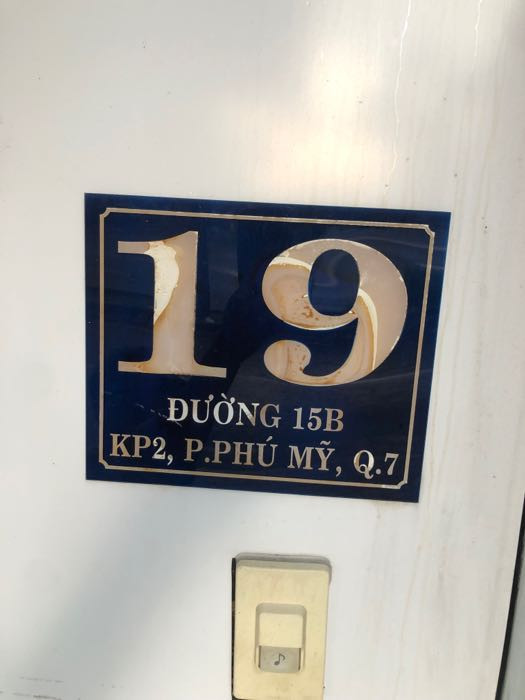 19
ĐƯỜNG 15B
KP2, P.PHÚ MỸ, Q.7